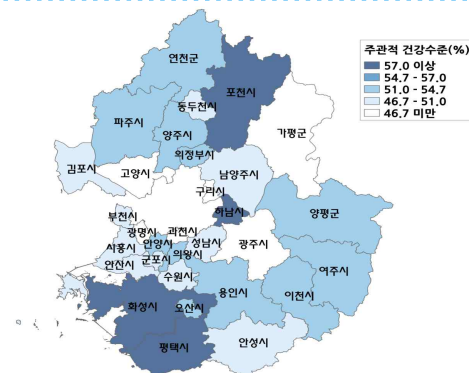 주관적 건강수준(%)
57.0 이상
54.7 - 57.0
51.0 - 54.7
46.7 - 51.0
46.7 미만
연천군
포천시
동두천시
파주시
양주시
가평군
의정부시
김포시
고양시
남양주시
구리시
하남시
부천시
양평군
광명시
과천시
시흥시
안양시
성남시
광주시
군포시
의왕시
안산시
수원시
여주시
용인시
이천시
화성시
오산시
안성시
평택시